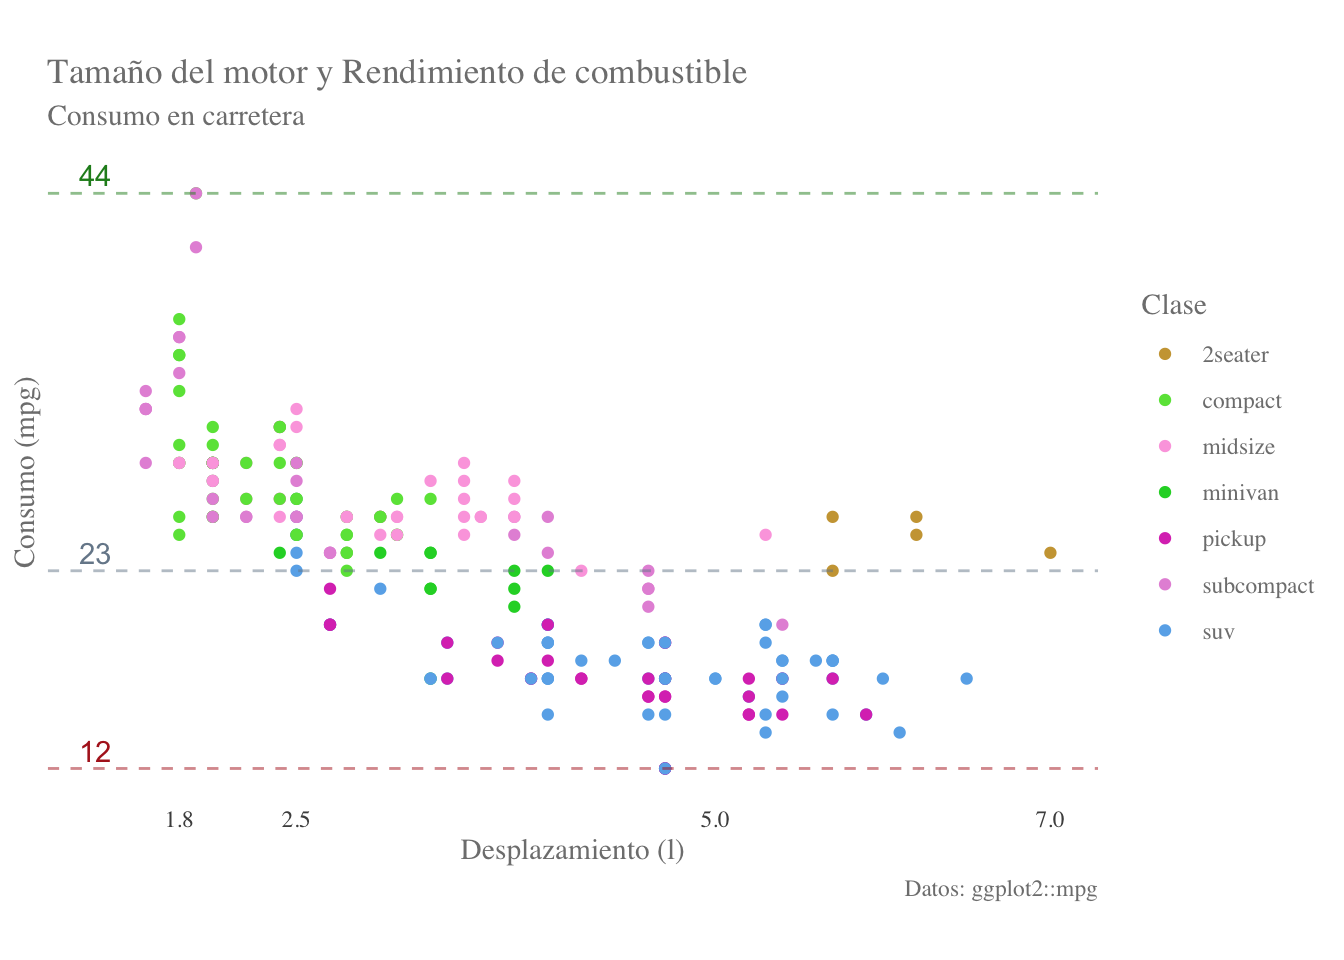 Tamaño del motor y Rendimiento de combustible
Consumo en carretera
44
23
12
Consumo (mpg)
1.8 2.5 5.0 7.0
Desplazamiento (l)
Clase
2seater
compact
midsize
minivan
pickup
subcompact
suv
Datos: ggplot2::mpg